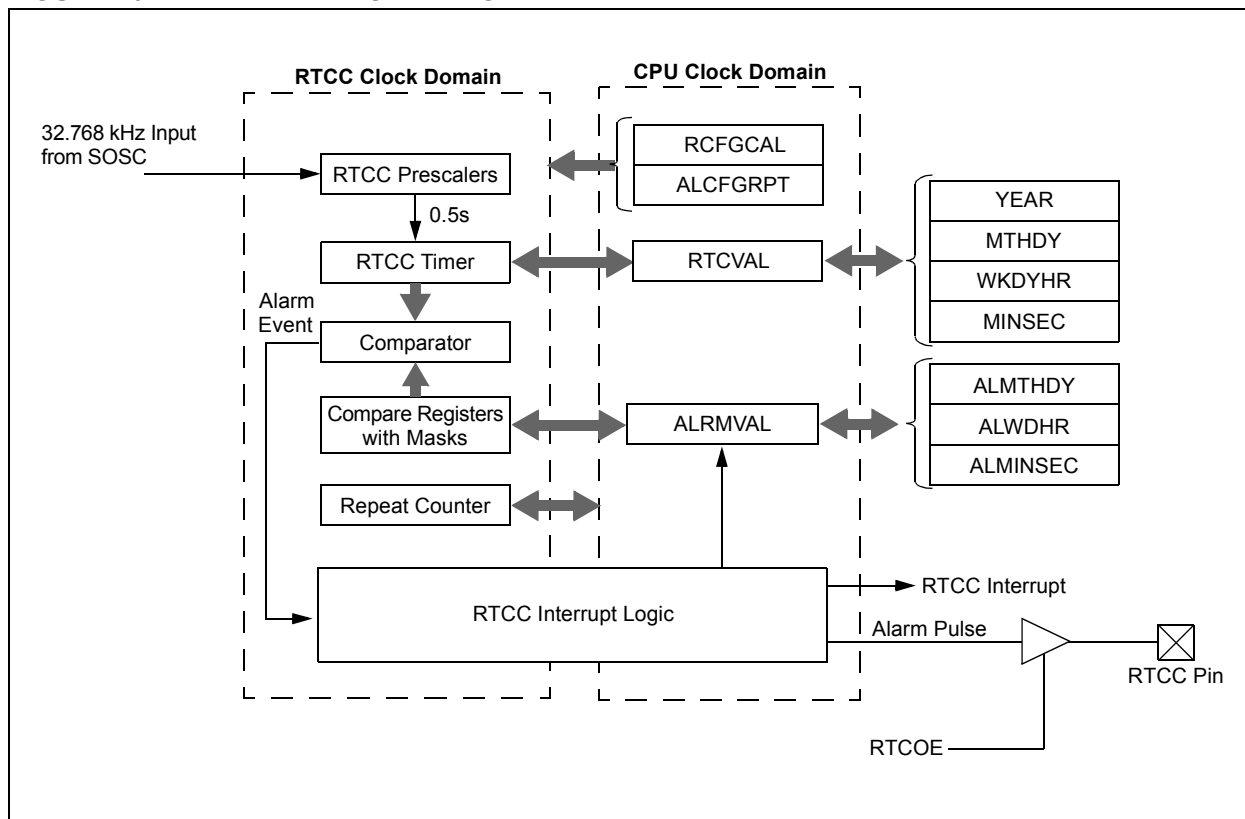 RTCC Clock Domain
CPU Clock Domain
32.768 kHz Input
from SOSC
RTCC Prescalers
0.5s
RTCC Timer
Alarm
Event
Comparator
Compare Registers
with Masks
Repeat Counter
RCFGCAL
ALCFGRPT
RTCVAL
ALRMVAL
YEAR
MTHDY
WKDYHR
MINSEC
ALMTHDY
ALWDHR
ALMINSEC
RTCC Interrupt Logic
RTCC Interrupt
Alarm Pulse
RTCC Pin
RTCOE